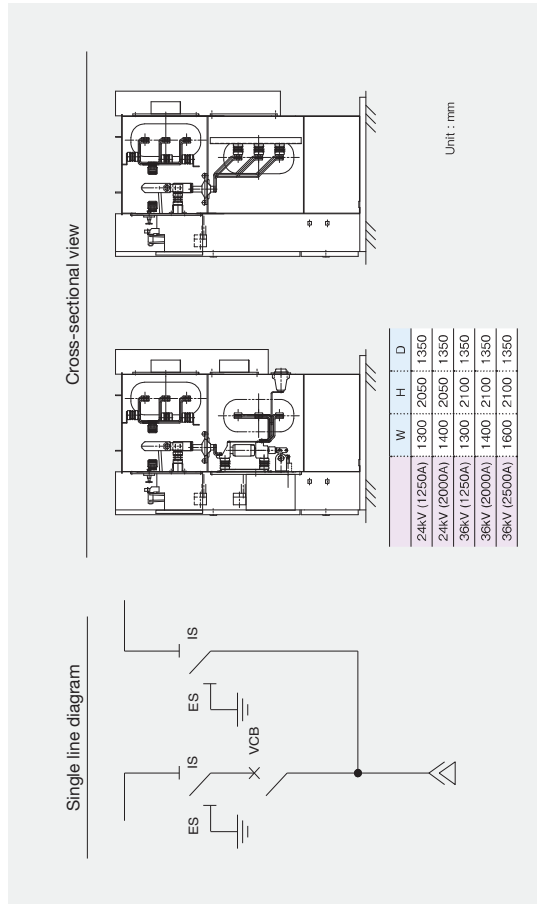 Single line diagram
IS
ES
IS
ES
VCB
Cross-sectional view
W H D
24kV (1250A) 1300 2050 1350
24kV (2000A) 1400 2050 1350
36kV (1250A) 1300 2100 1350
36kV (2000A) 1400 2100 1350
36kV (2500A) 1600 2100 1350
Unit : mm